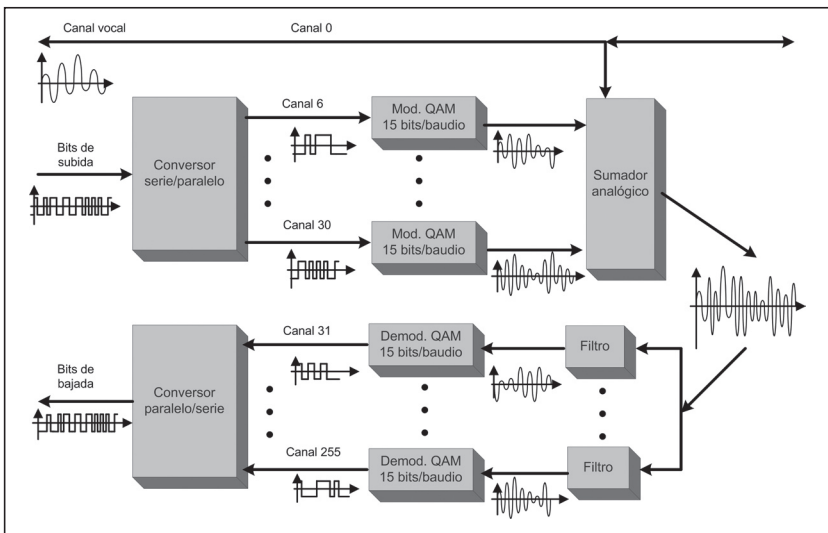 Canal vocal
Canal 0
Canal 6
Mod. QAM
15 bits/baudio
Bits de
subida
Conversor
serie/paralelo
Sumador
analógico
Canal 30
Mod. QAM
15 bits/baudio
Canal 31
Demod. QAM
15 bits/baudio
Filtro
Bits de
bajada
Conversor
paralelo/serie
Canal 255
Demod. QAM
15 bits/baudio
Filtro